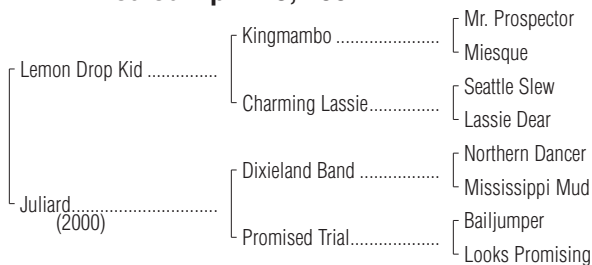 Kingmambo ..................
Mr. Prospector
Miesque
Lemon Drop Kid ...............
Charming Lassie...............
Seattle Slew
Lassie Dear
Dixieland Band .................
Northern Dancer
Mississippi Mud
Juliard...............................
(2000)
Promised Trial...................
Bailjumper
Looks Promising